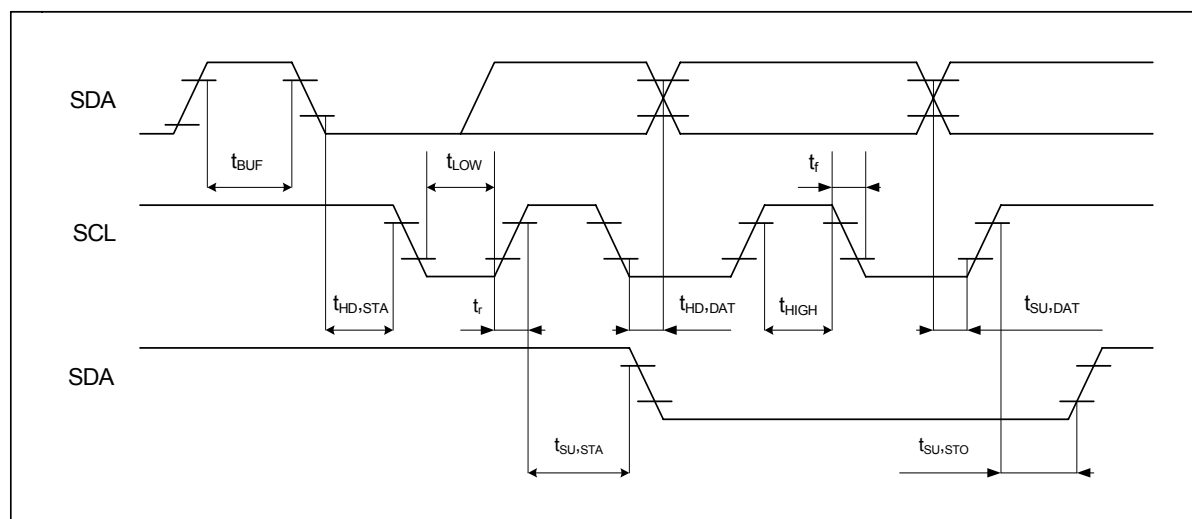 SDA
tBUF
tLOW
tf
SCL
tHD,STA
tr
tHD,DAT
tHIGH
tSU,DAT
SDA
tSU,STA
tSU,STO